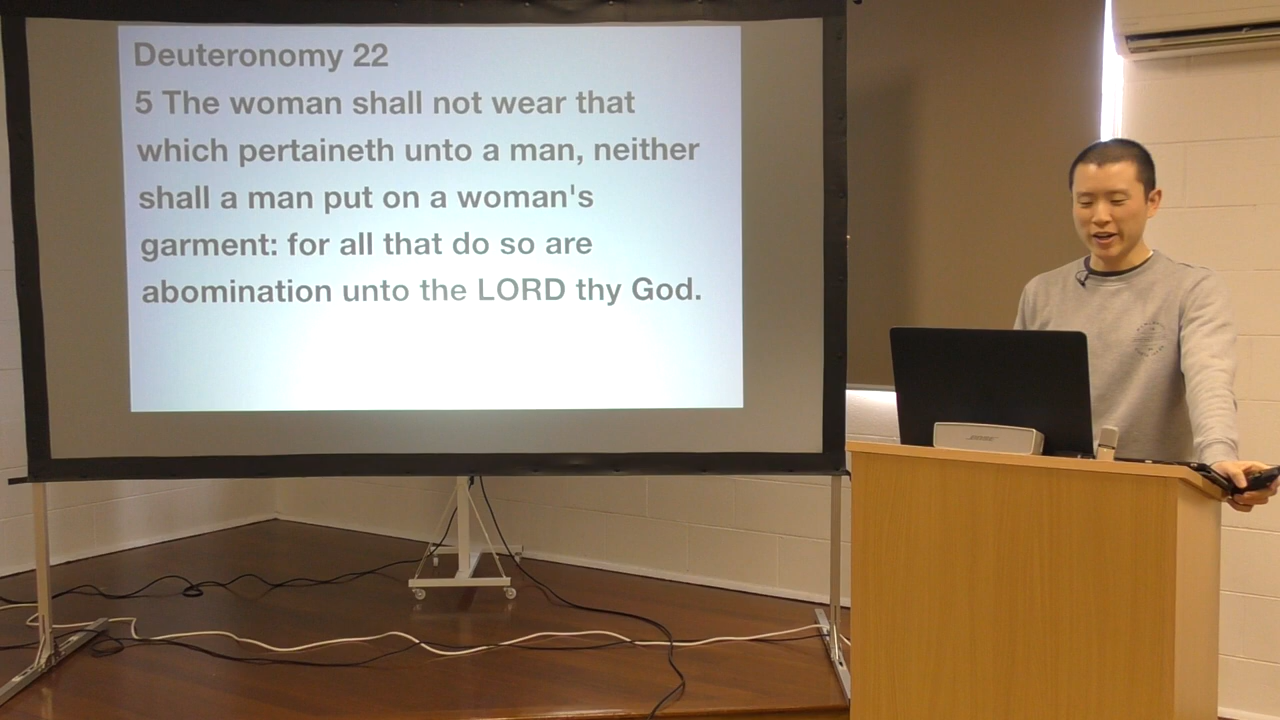 Deuteronomy 22
5 The woman shall not wear that
which pertaineth unto a man, neither
shall a man put on a woman's
garment: for all that do so are
abomination unto the LORD thy God.
BOSE